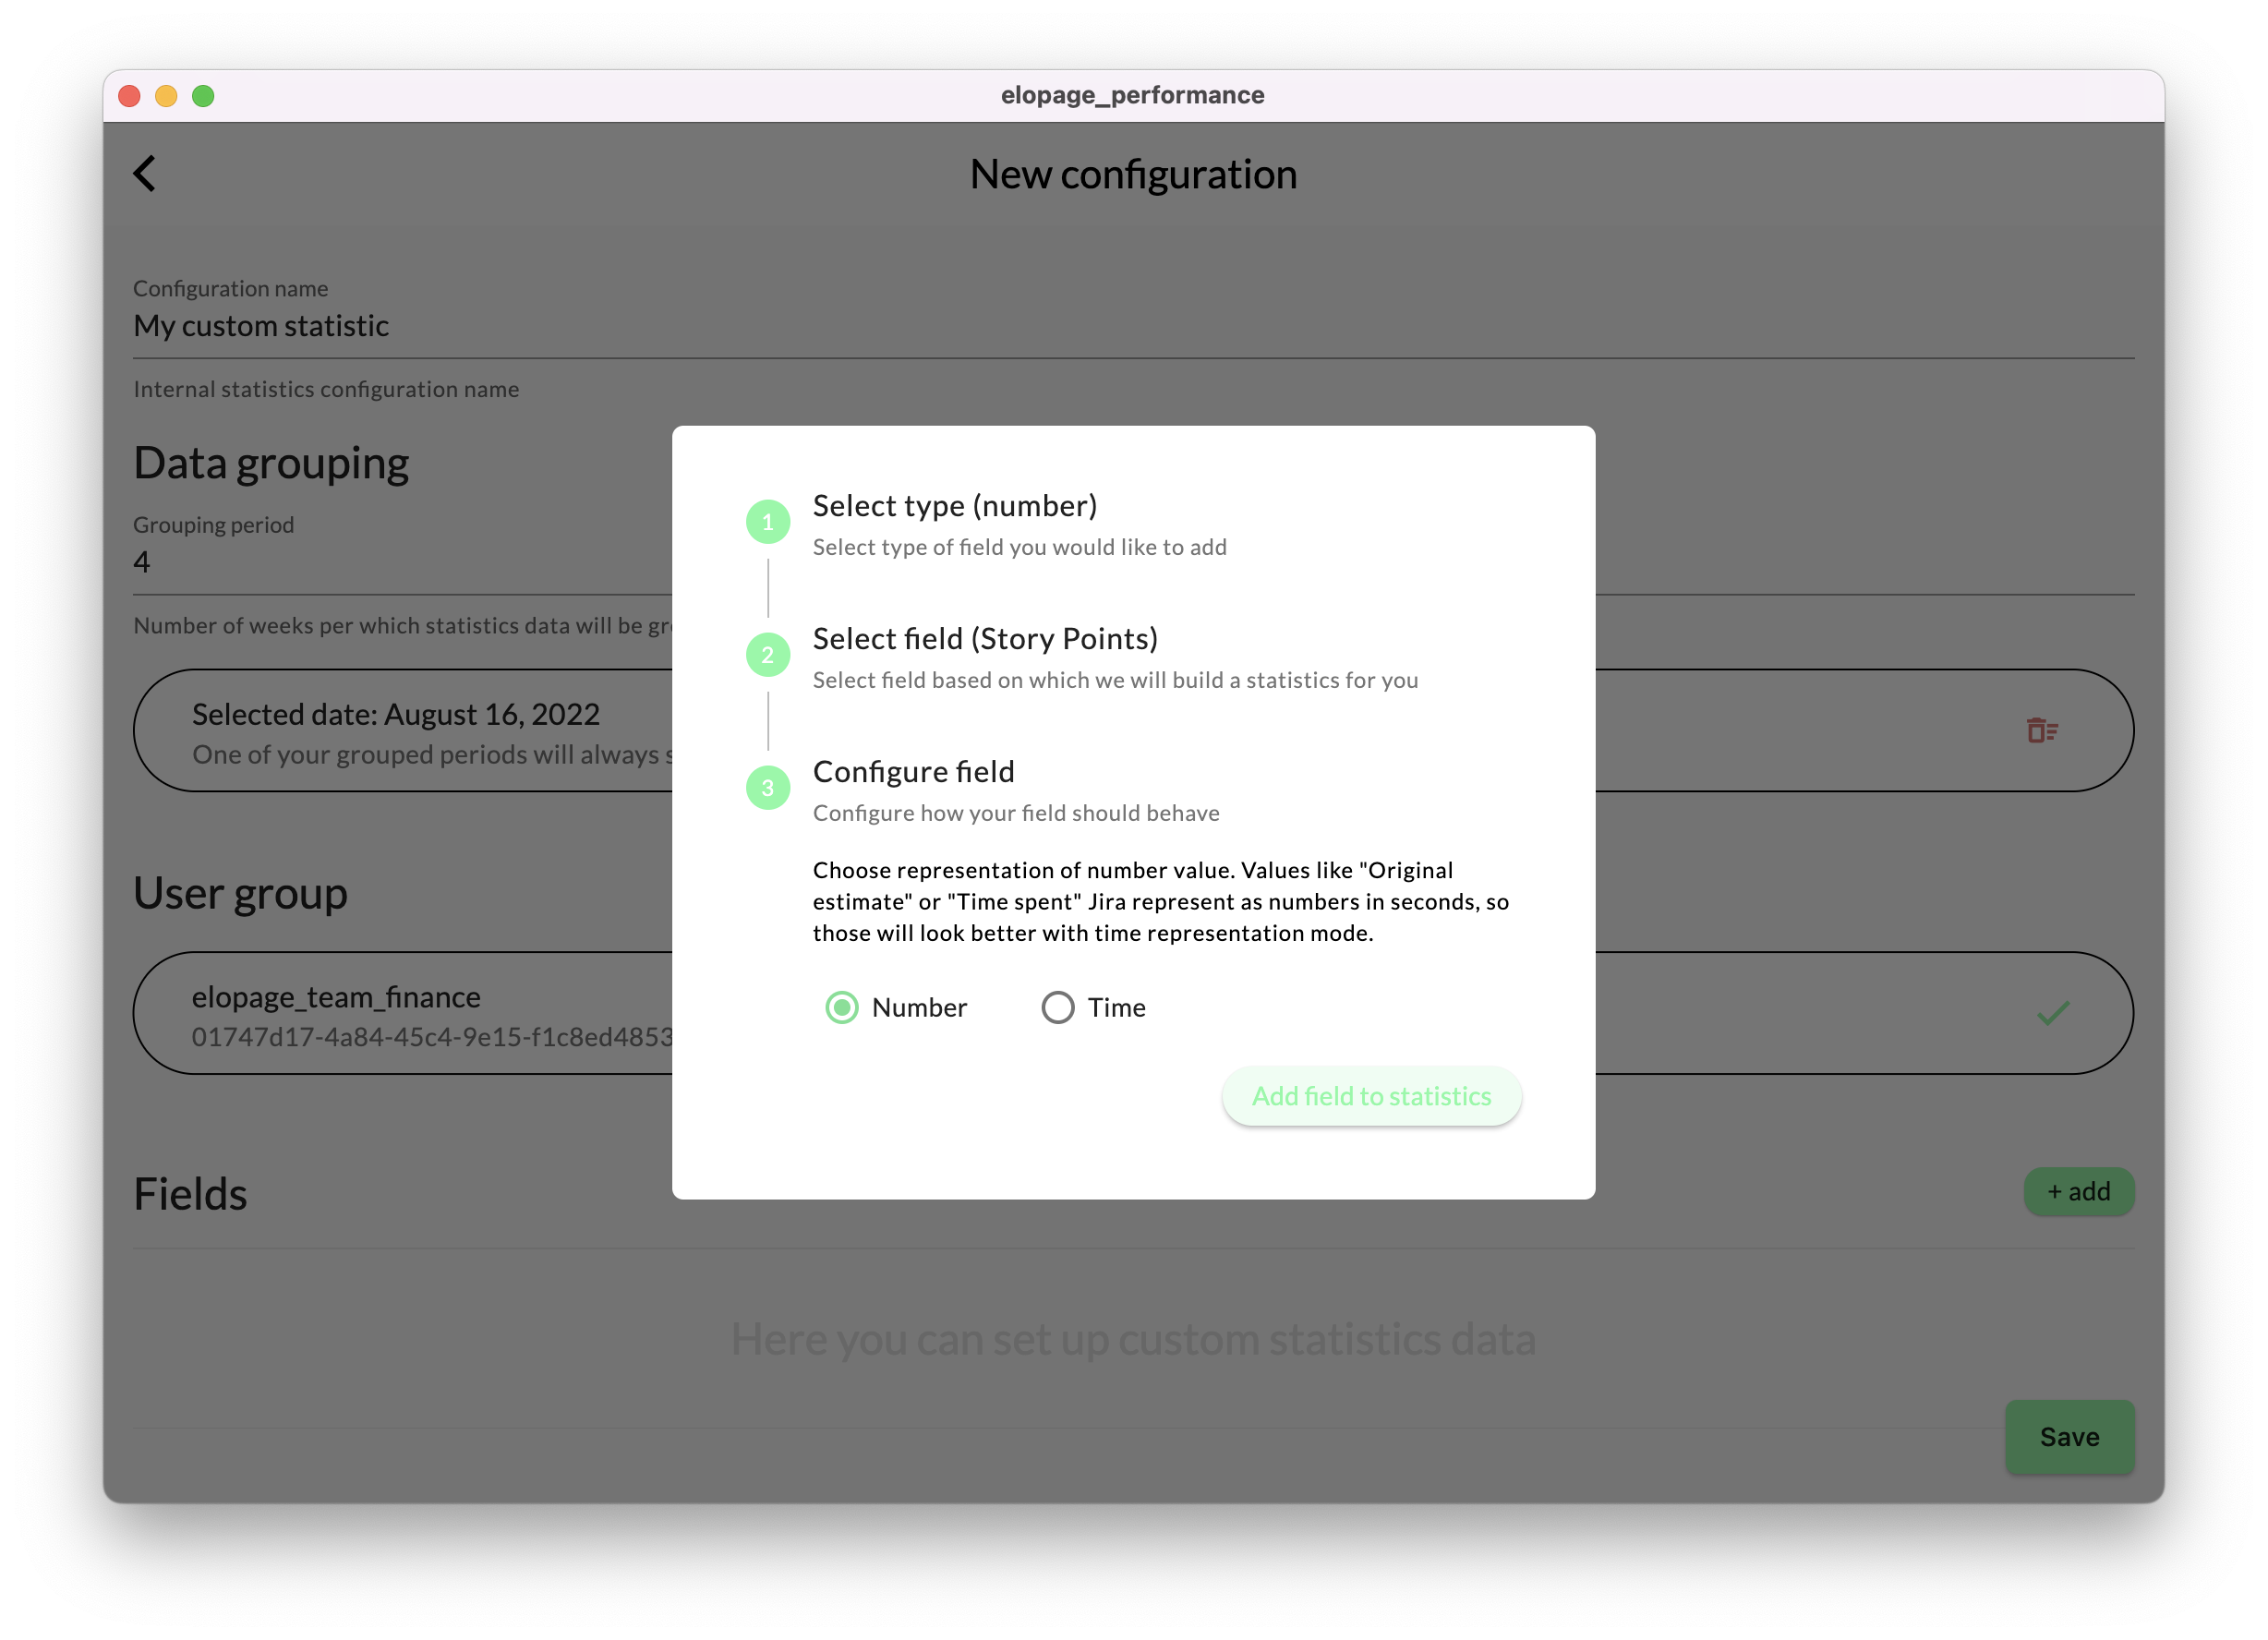 elopage_performance
New configuration
Configuration name
My custom statistic
Internal statistics configuration name
Data grouping
Grouping period
4
Number of weeks per which statistics data will be
Selected date: August 16, 2022
One of your grouped periods will always
User group
elopage_team_finance
01747d17-4a84-45c4-9e15-f1c8ed4853
Fields
+ add
Here you can set up custom statistics data
Save
1
Select type (number)
Select type of field you would like to add
2
Select field (Story Points)
Select field based on which we will build a statistics for you
3
Configure field
Configure how your field should behave
Choose representation of number value. Values like "Original
estimate" or "Time spent" Jira represent as numbers in seconds, so
those will look better with time representation mode.
Number
Time
Add field to statistics